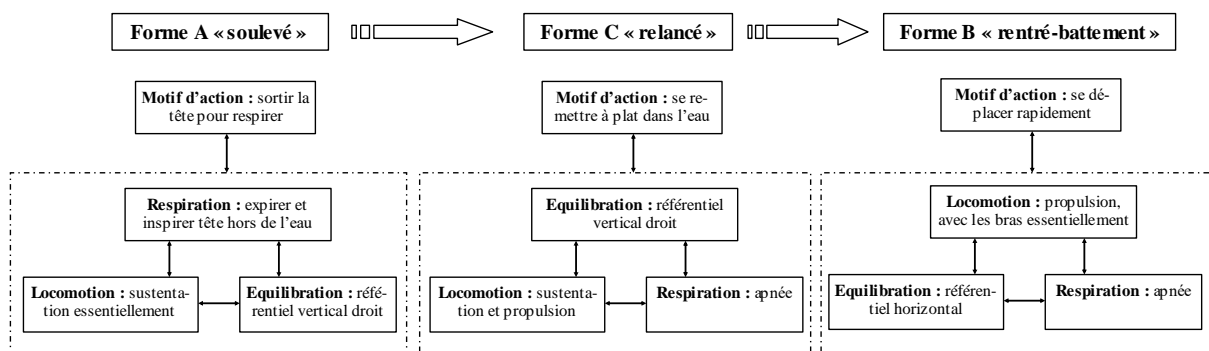 Forme A « soulevé »
Forme C « relancé »
Forme B « rentré-battement »
Motif d’action : sortir la
tête pour respirer
Motif d’action : se re-
mettre à plat dans l’eau
Motif d’action : se dé-
placer rapidement
Respiration : expirer et
inspirer tête hors de l’eau
Locomotion : sustenta-
tion essentiellement
Equilibration : réfé-
rentiel vertical droit
Equilibration : référentiel
vertical droit
Locomotion : sustenta-
tion et propulsion
Respiration : apnée
Locomotion : propulsion,
avec les bras essentiellement
Equilibration : référen-
tiel horizontal
Respiration : apnée